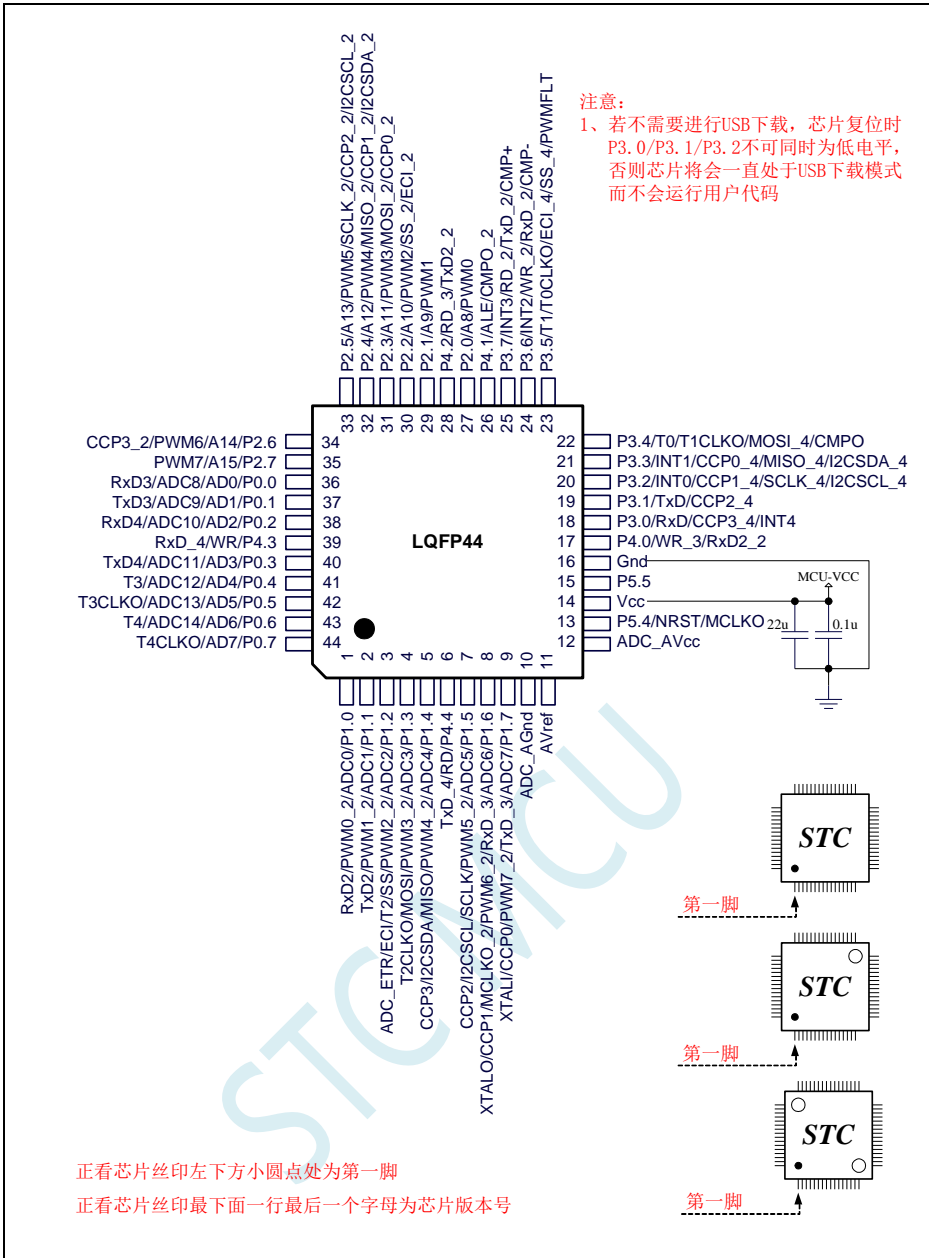 注意:
1、若不需要进行USB下载，芯片复位时
P3.0/P3.1/P3.2不可同时为低电平，
否则芯片将会一直处于USB下载模式
而不会运行用户代码
P2.5/A13/PWM5/SCLK_2/CCP2_2/I2CSCL_2
P2.4/A12/PWM4/MISO_2/CCP1_2/I2CSDA_2
P2.3/A11/PWM3/MOSI_2/CCP0_2
P2.2/A10/PWM2/SS_2/ECI_2
P2.1/A9/PWM1
P4.2/RD_3/TxD2_2
P2.0/A8/PWM0
P4.1/ALE/CMPO_2
P3.7/INT3/RD_2/TxD_2/CMP+
P3.6/INT2/WR_2/RxD_2/CMP-
P3.5/T1/T0CLKO/ECI_4/SS_4/PWMFLT
33 32 31 30 29 28 27 26 25 24 23
CCP3_2/PWM6/A14/P2.6 34
PWM7/A15/P2.7 35
RxD3/ADC8/AD0/P0.0 36
TxD3/ADC9/AD1/P0.1 37
RxD4/ADC10/AD2/P0.2 38
RxD_4/WR/P4.3 39
TxD4/ADC11/AD3/P0.3 40
T3/ADC12/AD4/P0.4 41
T3CLKO/ADC13/AD5/P0.5 42
T4/ADC14/AD6/P0.6 43
T4CLKO/AD7/P0.7 44
LQFP44
22 P3.4/T0/T1CLKO/MOSI_4/CMPO
21 P3.3/INT1/CCP0_4/MISO_4/I2CSDA_4
20 P3.2/INT0/CCP1_4/SCLK_4/I2CSCL_4
19 P3.1/TxD/CCP2_4
18 P3.0/RxD/CCP3_4/INT4
17 P4.0/WR_3/RxD2_2
16 Gnd
15 P5.5
14 Vcc
13 P5.4/NRST/MCLKO
12 ADC_AVcc
MCU-VCC
22u 0.1u
1 2 3 4 5 6 7 8 9 10 11
RxD2/PWM0_2/ADC0/P1.0
TxD2/PWM1_2/ADC1/P1.1
ADC_ETR/ECI/T2/SS/PWM2_2/ADC2/P1.2
T2CLKO/MOSI/PWM3_2/ADC3/P1.3
CCP3/I2CSDA/MISO/PWM4_2/ADC4/P1.4
TxD_4/RD/P4.4
CCP2/I2CSCL/SCLK/PWM5_2/ADC5/P1.5
XTALO/CCP1/MCLKO_2/PWM6_2/RxD_3/ADC6/P1.6
XTALI/CCP0/PWM7_2/TxD_3/ADC7/P1.7
ADC_AGnd
AVref
STCMCU
STC
第一脚
STC
第一脚
STC
第一脚
正看芯片丝印左下方小圆点处为第一脚
正看芯片丝印最下面一行最后一个字母为芯片版本号